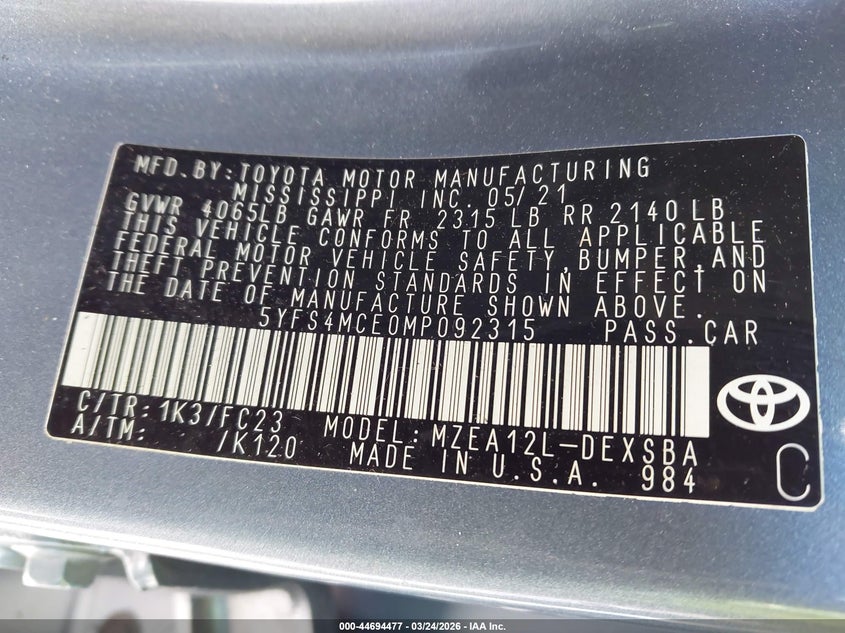 MFD. BY: TOYOTA MOTOR MANUFACTURING
MISSISSIPPI INC. 05/21
GVWR 4065LB GAWR FR 2315 LB RR 2140 LB
THIS VEHICLE CONFORMS TO ALL APPLICABLE
FEDERAL MOTOR VEHICLE SAFETY, BUMPER, AND
THEFT PREVENTION STANDARDS IN EFFECT ON
THE DATE OF MANUFACTURE SHOWN ABOVE.
5YFS4MCE0MP092315 PASS. CAR
C/TR: 1K3/FC23 MODEL: MZEA12L-DEXSBA
A/TM: /K120 MADE IN U.S.A. 984
C
000-44694477 - 03/24/2026 - IAA Inc.